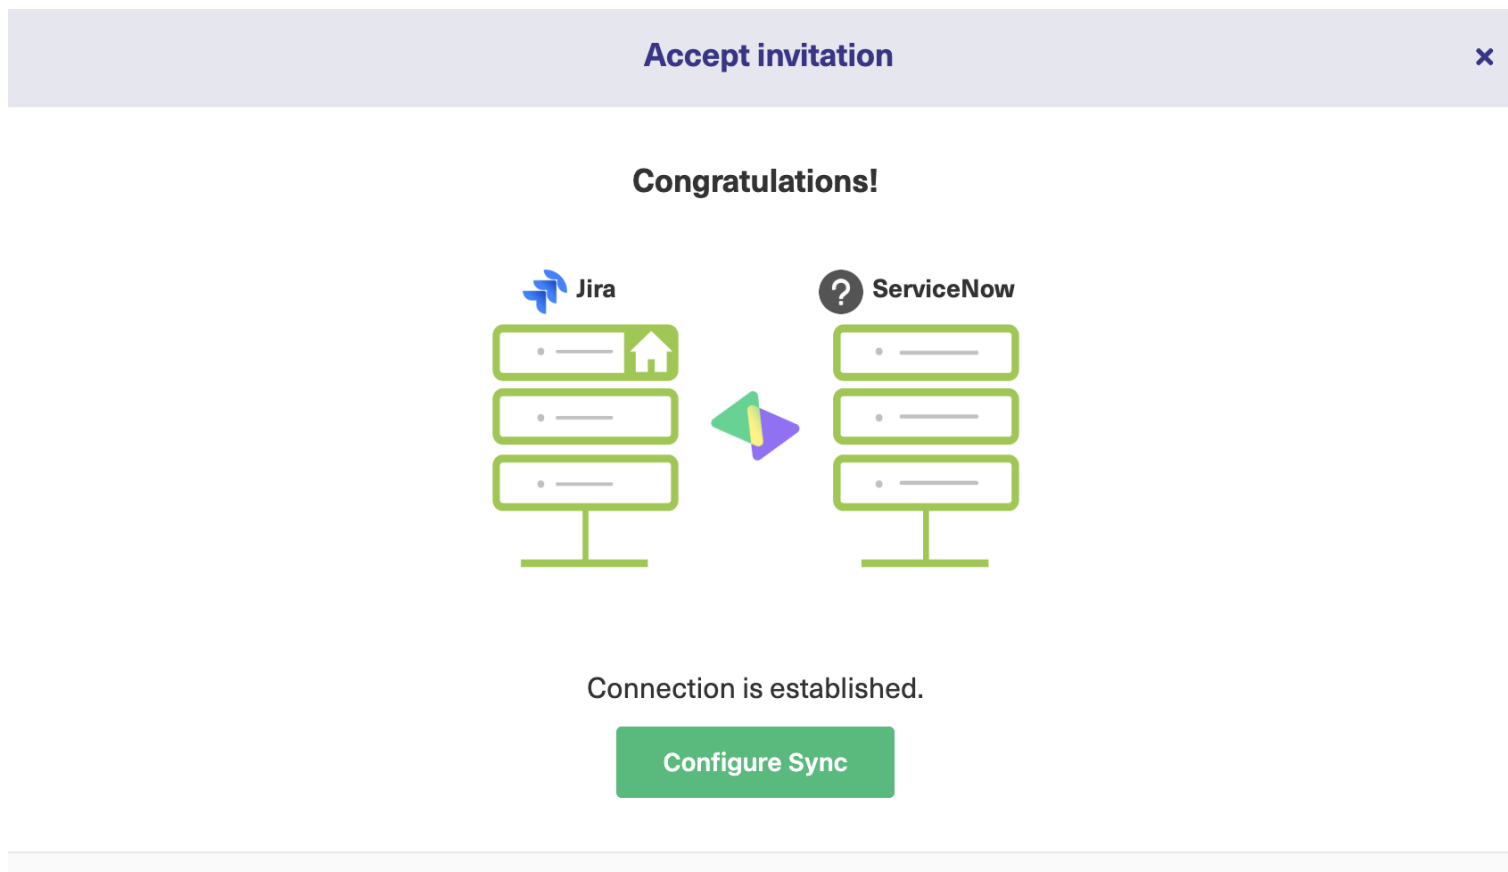 Accept invitation
Congratulations!
Jira
ServiceNow
Connection is established.
Configure Sync